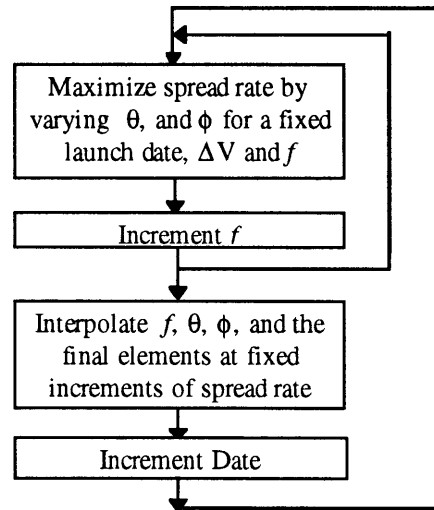 Maximize spread rate by
varying θ, and ϕ for a fixed
launch date, ΔV and f
Increment f
Interpolate f, θ, ϕ, and the
final elements at fixed
increments of spread rate
Increment Date